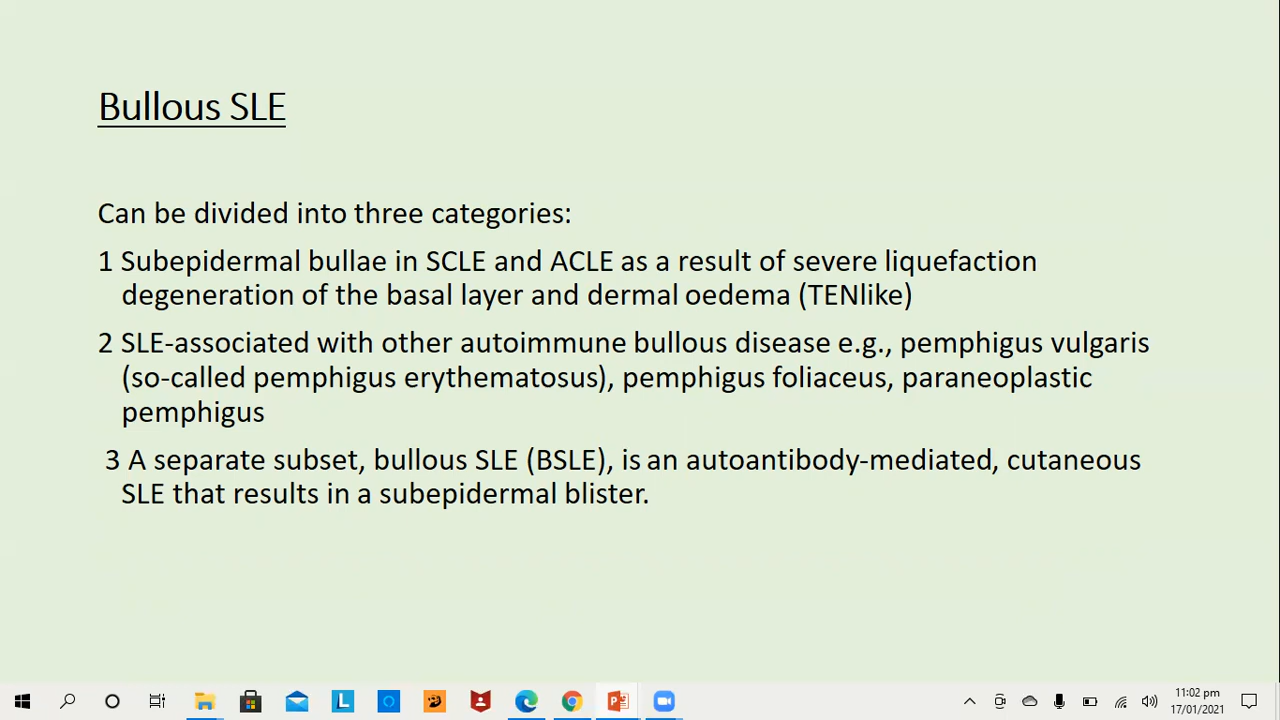 Bullous SLE
Can be divided into three categories:
1 Subepidermal bullae in SCLE and ACLE as a result of severe liquefaction
degeneration of the basal layer and dermal oedema (TENlike)
2 SLE-associated with other autoimmune bullous disease e.g., pemphigus vulgaris
(so-called pemphigus erythematosus), pemphigus foliaceus, paraneoplastic
pemphigus
3 A separate subset, bullous SLE (BSLE), is an autoantibody-mediated, cutaneous
SLE that results in a subepidermal blister.
11:02 pm
17/01/2021